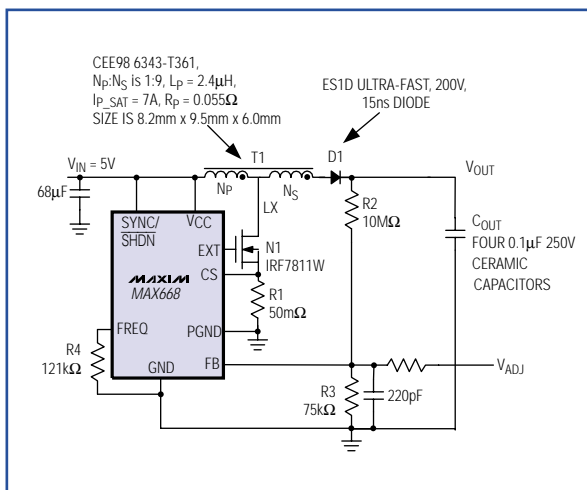 CEE98 6343-T361,
NP:NS is 1:9, LP = 2.4µH,
IP_SAT = 7A, RP = 0.055Ω
SIZE IS 8.2mm x 9.5mm x 6.0mm
ES1D ULTRA-FAST, 200V,
15ns DIODE
T1
D1
VIN = 5V
VOUT
NP
NS
68µF
LX
R2
10MΩ
SYNC/
SHDN
VCC
COUT
FOUR 0.1µF 250V
CERAMIC
CAPACITORS
EXT
N1
IRF7811W
CS
MAXIM
MAX668
R1
50mΩ
FREQ
PGND
R4
121kΩ
GND
FB
VADJ
R3
75kΩ
220pF